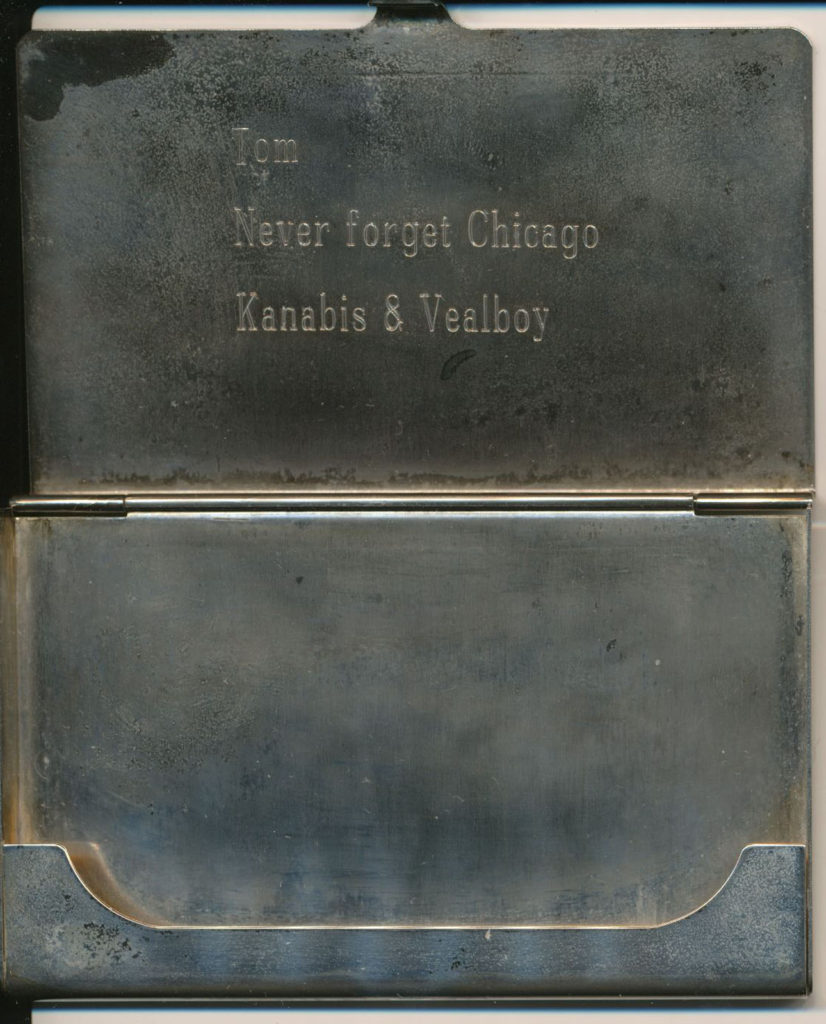 Tom
Never forget Chicago
Kanabis & Vealboy